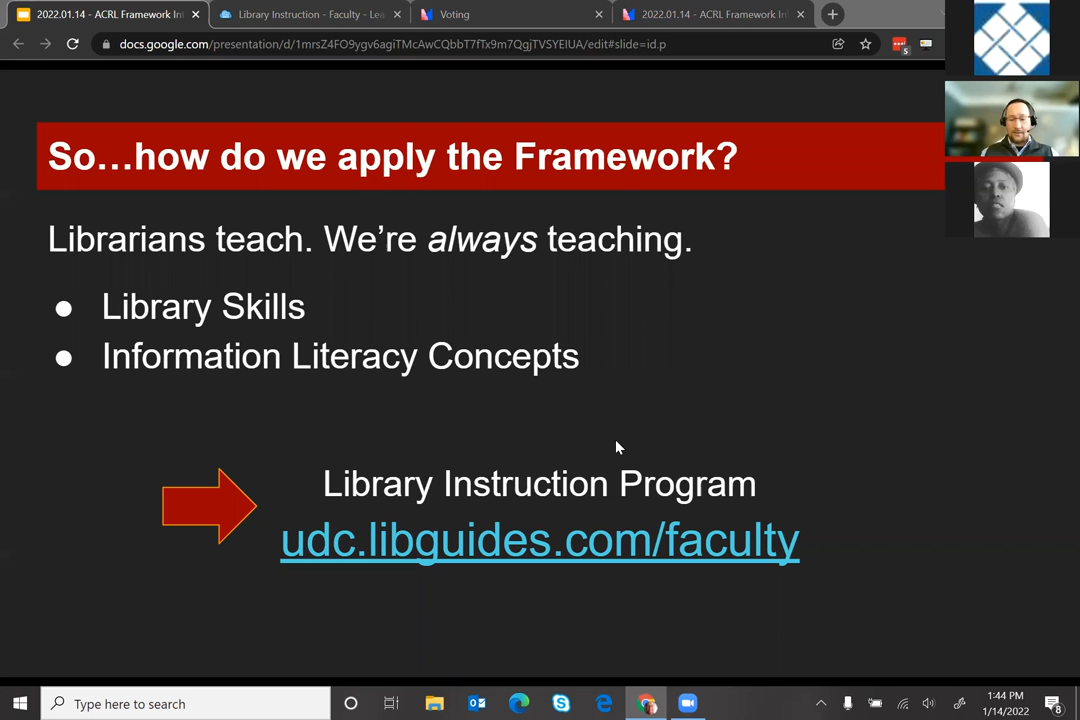 2022.01.14 - ACRL Framework In
Library Instruction - Faculty - Lea
Voting
2022.01.14 - ACRL Framework In
docs.google.com/presentation/d/1mrsZ4FO9ygv6agiTMcAwCQbbT7fTx9m7QgjTVSYEIUA/edit#slide=id.p
5
So…how do we apply the Framework?
Librarians teach. We're always teaching.
● Library Skills
● Information Literacy Concepts
Library Instruction Program
udc.libguides.com/faculty
Type here to search
1:44 PM
1/14/2022
8